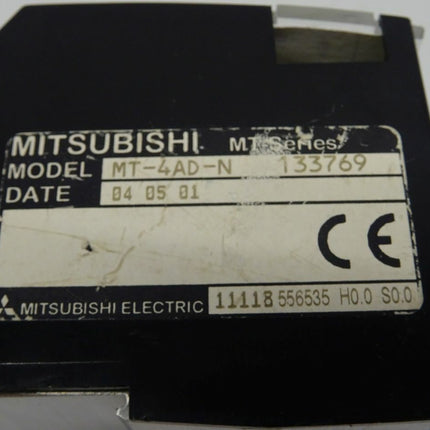 MITSUBISHI MT-Series
MODEL MT-4AD-N 133769
DATE 04 05 01
CE
MITSUBISHI ELECTRIC 11118 556535 H0.0 S0.0